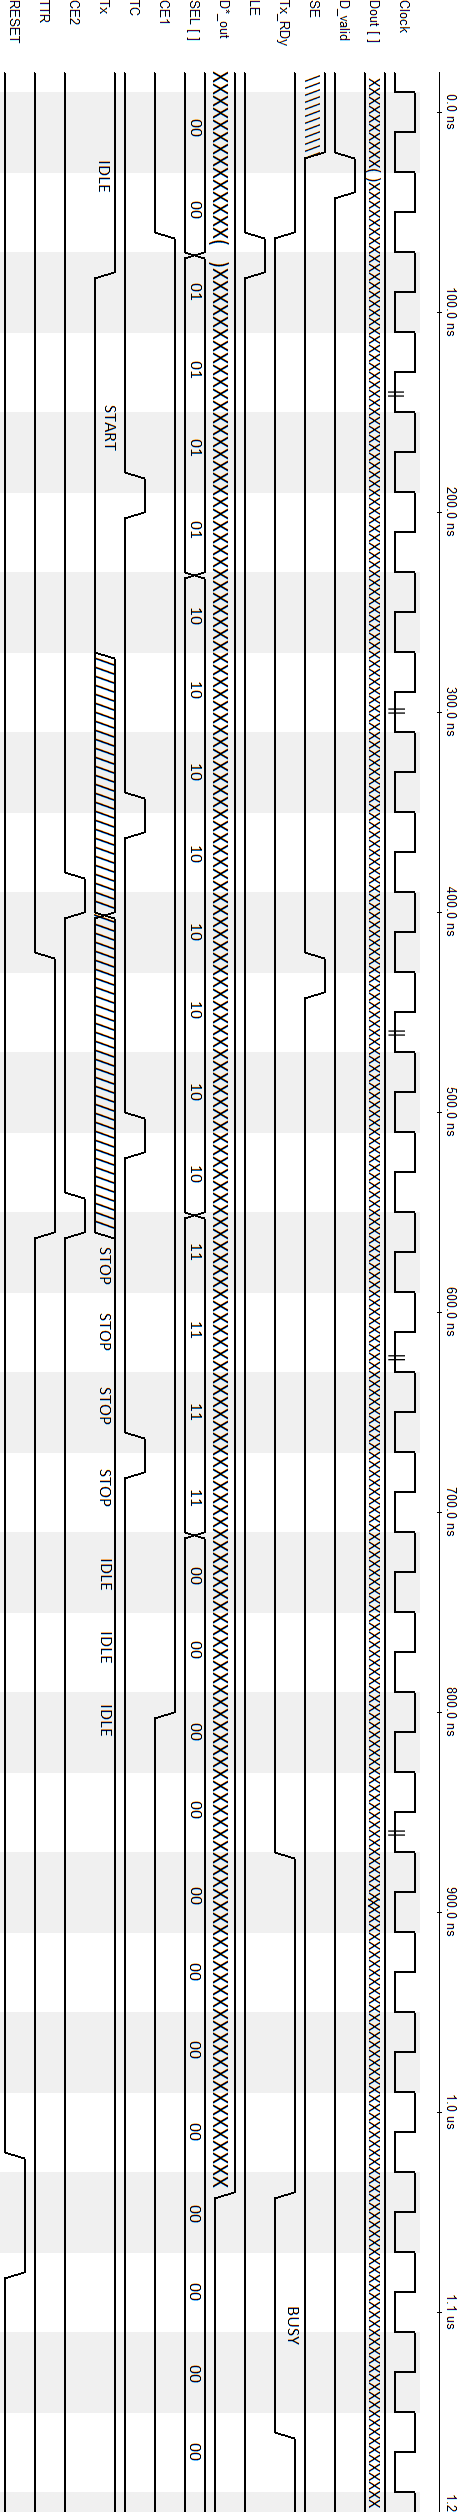 0.0 ns 100.0 ns 200.0 ns 300.0 ns 400.0 ns 500.0 ns 600.0 ns 700.0 ns 800.0 ns 900.0 ns 1.0 us 1.1 us 1.2
Clock
Dout [ ]
D_valid
SE
Tx_RDy BUSY
LE
D*_out
SEL [ ] 00 00 01 01 01 01 10 10 10 10 10 10 10 10 11 11 11 11 00 00 00 00 00 00 00 00 00 00 00 00
CE1
TC
Tx IDLE START STOP STOP STOP STOP IDLE IDLE IDLE
CE2
TTR
RESET